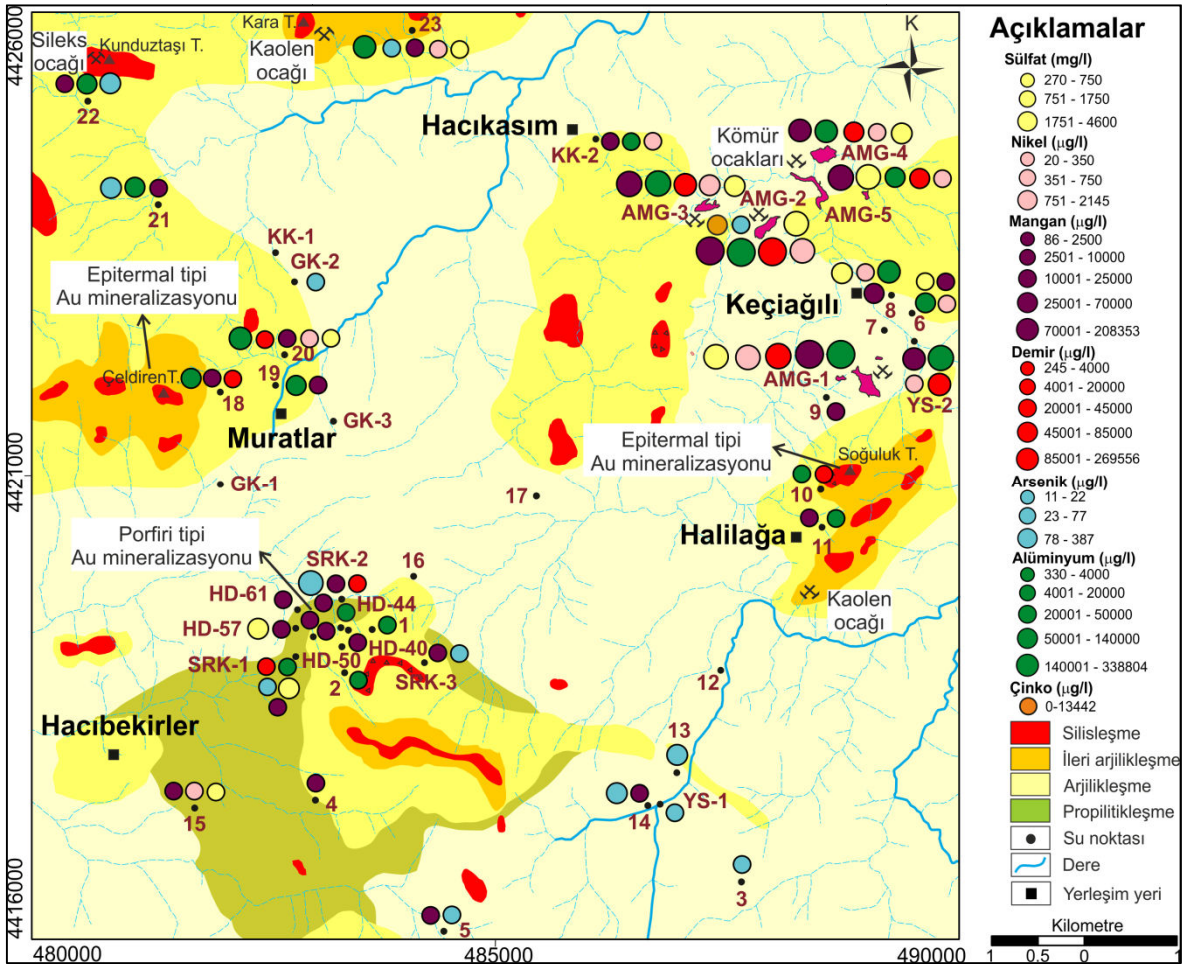 Kara T.
23
K
Sileks
ocağı
Kunduztaşı T.
Kaolen
ocağı
22
Hacıkasım
KK-2
Kömür
ocakları
AMG-4
AMG-3
AMG-2
AMG-5
21
KK-1
GK-2
Epitermal tipi
Au mineralizasyonu
Keçiağılı
8
6
7
20
19
AMG-1
YS-2
Çeldiren T.
18
9
Muratlar
GK-3
Epitermal tipi
Au mineralizasyonu
Soğuluk T.
GK-1
17
10
Halilağa
11
Porfiri tipi
Au mineralizasyonu
SRK-2
16
HD-61
HD-44
Kaolen
ocağı
HD-57
1
HD-40
HD-50
SRK-1
SRK-3
2
12
Hacıbekirler
13
4
YS-1
15
14
3
5
4426000
4421000
4416000
480000
485000
490000
Açıklamalar
Sülfat (mg/l)
270 - 750
751 - 1750
1751 - 4600
Nikel (µg/l)
20 - 350
351 - 750
751 - 2145
Mangan (µg/l)
86 - 2500
2501 - 10000
10001 - 25000
25001 - 70000
70001 - 208353
Demir (µg/l)
245 - 4000
4001 - 20000
20001 - 45000
45001 - 85000
85001 - 269556
Arsenik (µg/l)
11 - 22
23 - 77
78 - 387
Alüminyum (µg/l)
330 - 4000
4001 - 20000
20001 - 50000
50001 - 140000
140001 - 338804
Çinko (µg/l)
0-13442
Silisleşme
İleri arjilikleşme
Arjilikleşme
Propilitikleşme
Su noktası
Dere
Yerleşim yeri
Kilometre
1 0.5 0 1